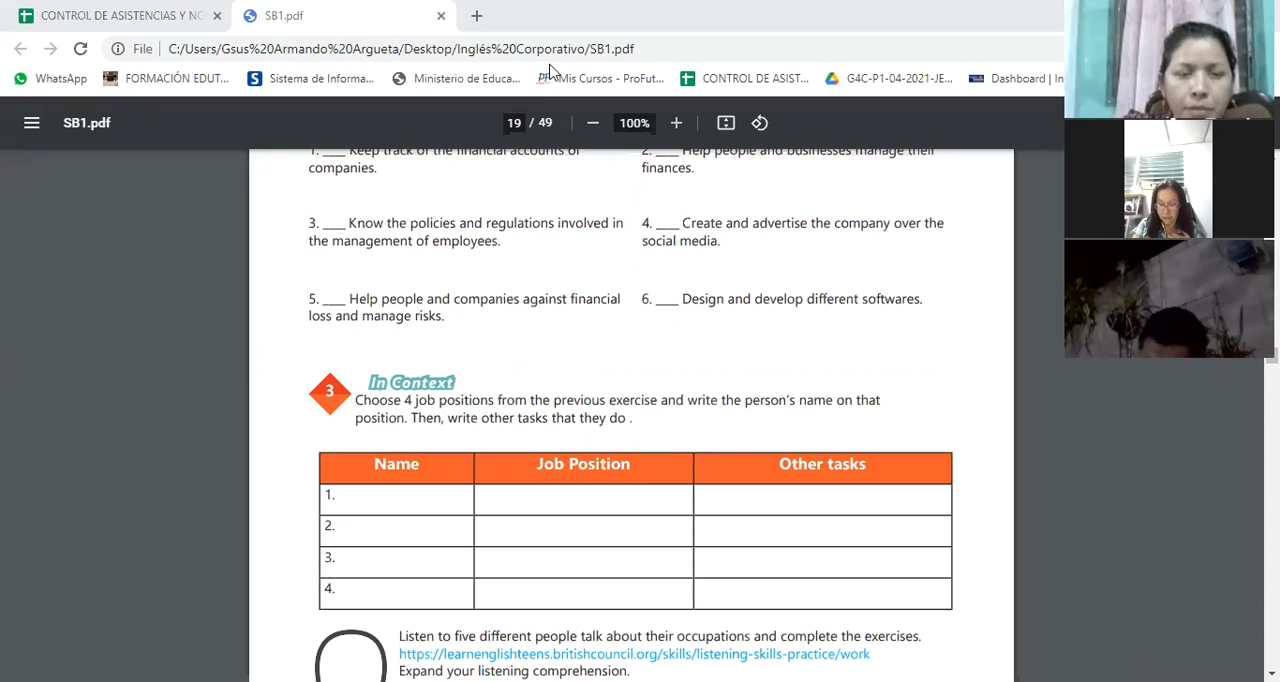 CONTROL DE ASISTENCIAS Y NO
SB1.pdf
File
C:/Users/Gsus%20Armando%20Argueta/Desktop/Inglés%20Corporativo/SB1.pdf
WhatsApp
FORMACIÓN EDUT...
Sistema de Informa...
Ministerio de Educa...
Mis Cursos - ProFut...
CONTROL DE ASIST...
G4C-P1-04-2021-JE...
Dashboard | In
SB1.pdf
19 / 49
100%
1. ____ Keep track of the financial accounts of
companies.
2. ____ Help people and businesses manage their
finances.
3. ____ Know the policies and regulations involved in
the management of employees.
4. ____ Create and advertise the company over the
social media.
5. ____ Help people and companies against financial
loss and manage risks.
6. ____ Design and develop different softwares.
3
In Context
Choose 4 job positions from the previous exercise and write the person's name on that
position. Then, write other tasks that they do .
Name
Job Position
Other tasks
1.
2.
3.
4.
Listen to five different people talk about their occupations and complete the exercises.
https://learnenglishteens.britishcouncil.org/skills/listening-skills-practice/work
Expand your listening comprehension.